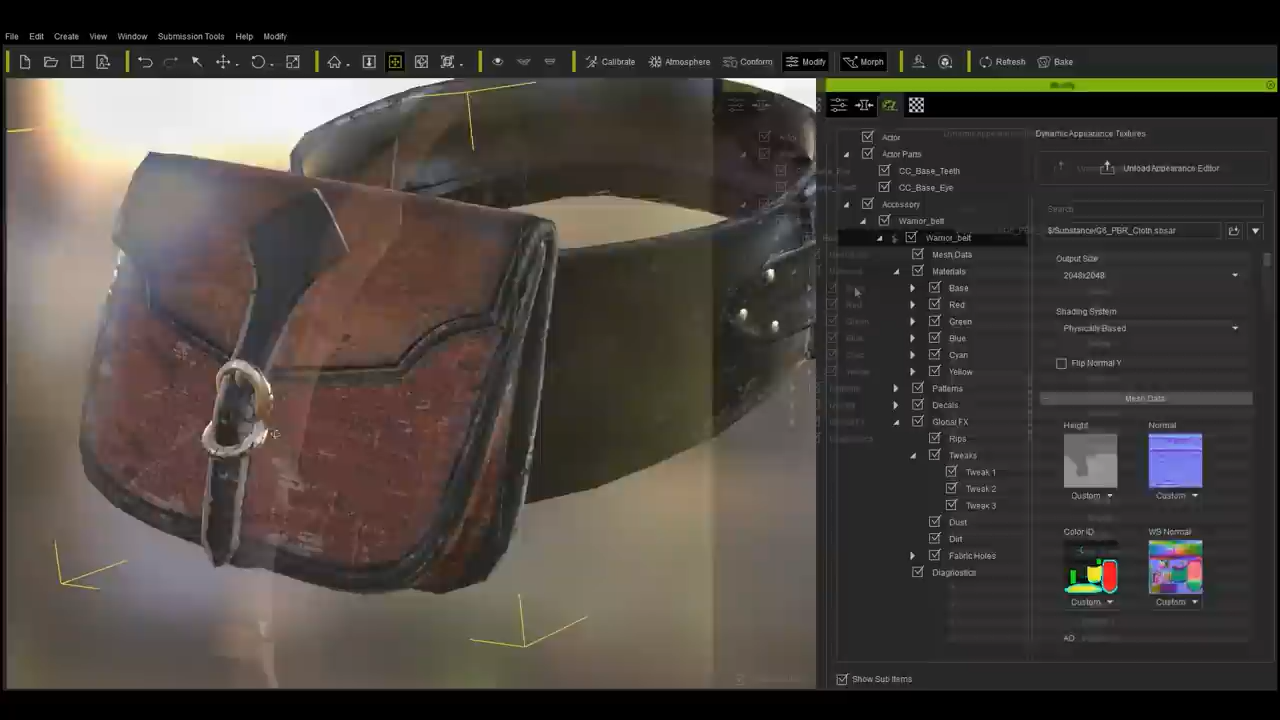 File Edit Create View Window Submission Tools Help Modify
Calibrate Atmosphere Conform Modify Morph Refresh Bake
Modify
Actor
Actor Parts
CC_Base_Teeth
CC_Base_Eye
Accessory
Warrior_belt
Warrior_belt
Mesh Data
Materials
Base
Red
Green
Blue
Cyan
Yellow
Patterns
Decals
Global FX
Rips
Tweaks
Tweak 1
Tweak 2
Tweak 3
Dust
Dirt
Fabric Holes
Diagnostics
Show Sub Items
Dynamic Appearance Textures
Unload Appearance Editor
Search
$/Substance/G6_PBR_Cloth.sbsar
Output Size
2048x2048
Shading System
Physically Based
Flip Normal Y
Mesh Data
Height Normal
Custom Custom
Color ID WS Normal
Custom Custom
AO